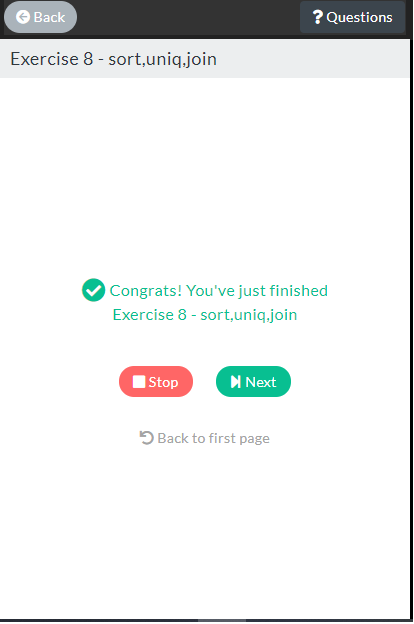 Back
Questions
Exercise 8 - sort,uniq,join
Congrats! You've just finished
Exercise 8 - sort,uniq,join
Stop
Next
Back to first page